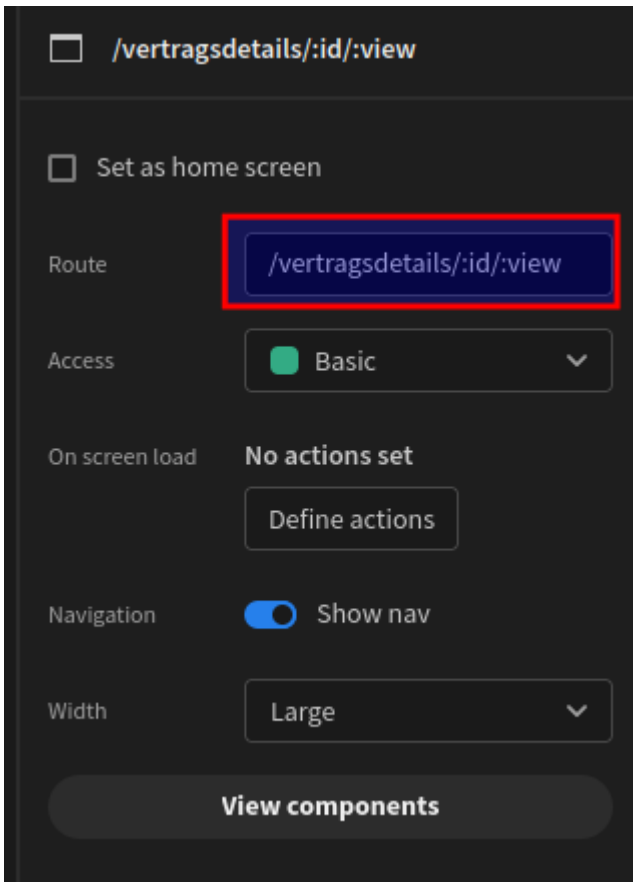 /vertragsdetails/:id/:view
Set as home screen
Route
/vertragsdetails/:id/:view
Access
Basic
On screen load
No actions set
Define actions
Navigation
Show nav
Width
Large
View components